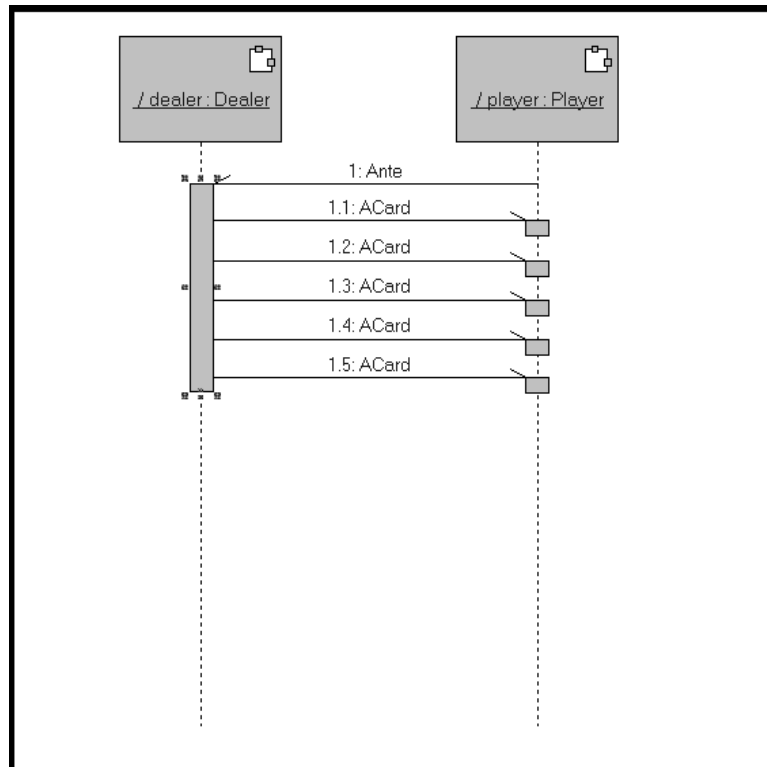 / dealer : Dealer
/ player : Player
1: Ante
1.1: ACard
1.2: ACard
1.3: ACard
1.4: ACard
1.5: ACard